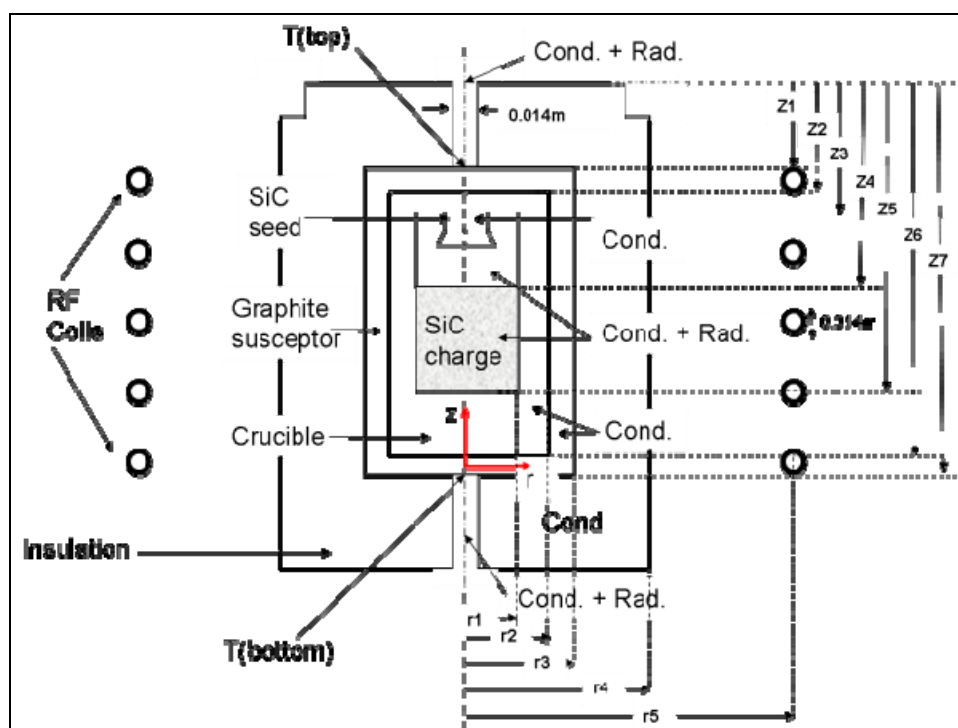 T(top)
Cond. + Rad.
0.014m
Z1
Z2
Z3
Z4
Z5
Z6
Z7
SiC
seed
Cond.
RF
Coils
Graphite
susceptor
SiC
charge
Cond. + Rad.
0.314m
Crucible
z
r
Cond.
Cond
Insulation
Cond. + Rad.
T(bottom)
r1
r2
r3
r4
r5